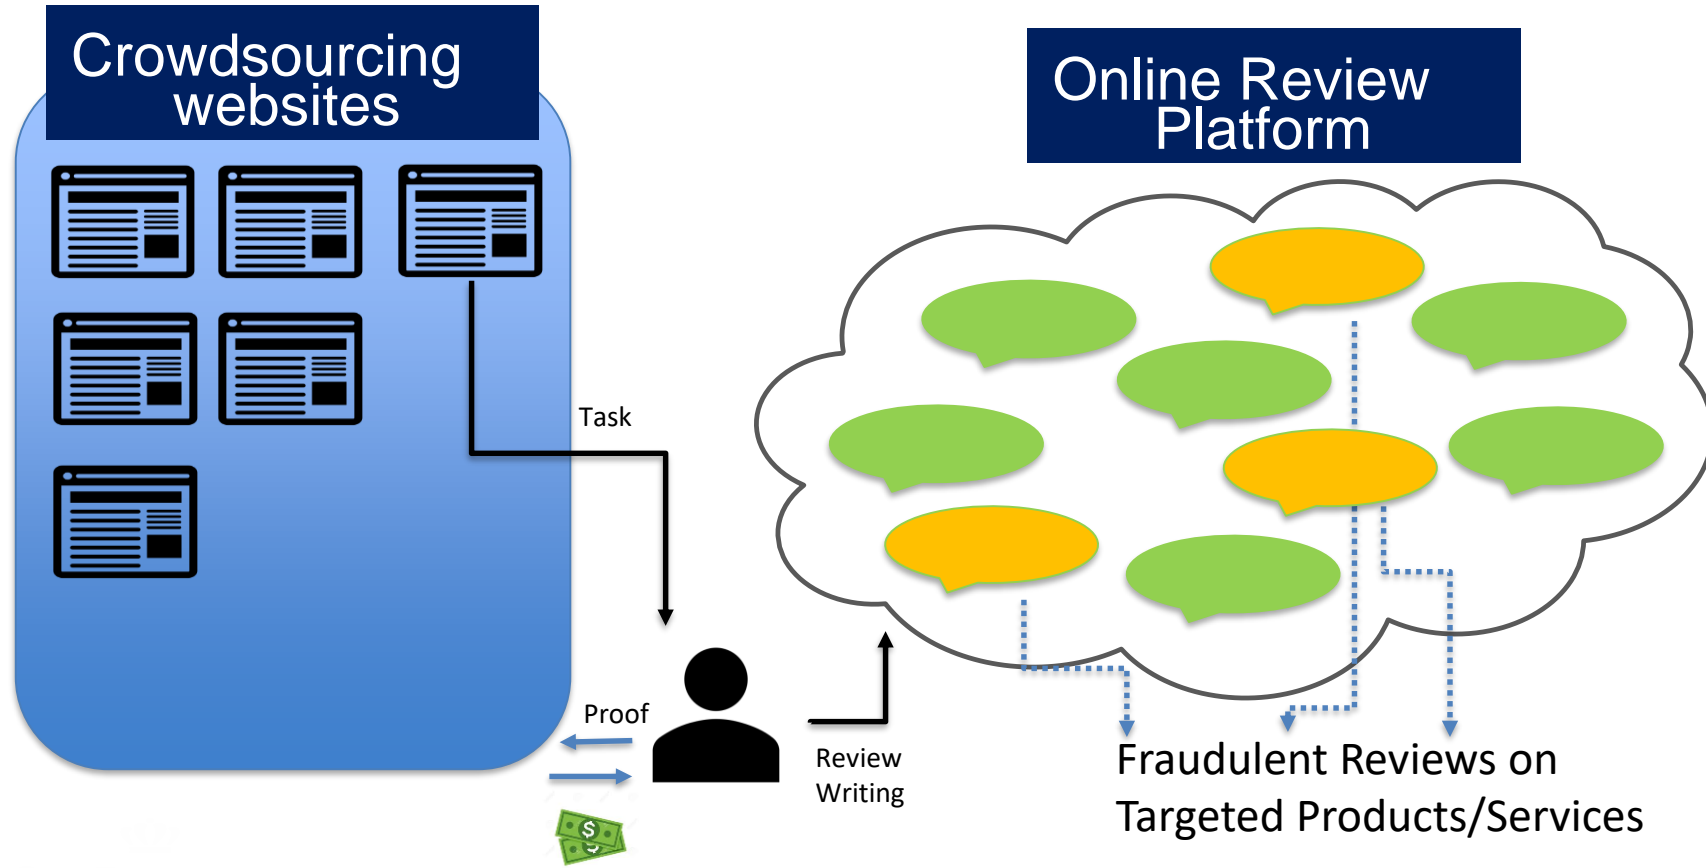 Crowdsourcing
websites
Online Review
Platform
Task
Proof
Review
Writing
Fraudulent Reviews on
Targeted Products/Services
$
$